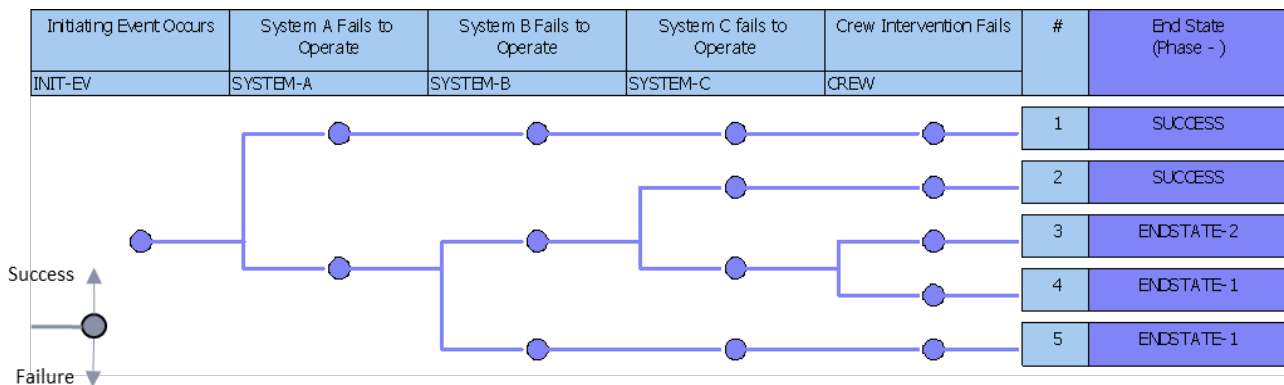 Initiating Event Occurs
System A Fails to
Operate
System B Fails to
Operate
System C fails to
Operate
Crew Intervention Fails
#
End State
(Phase - )
INIT-EV
SYSTEM-A
SYSTEM-B
SYSTEM-C
CREW
1
SUCCESS
2
SUCCESS
3
ENDSTATE-2
4
ENDSTATE-1
5
ENDSTATE-1
Success
Failure